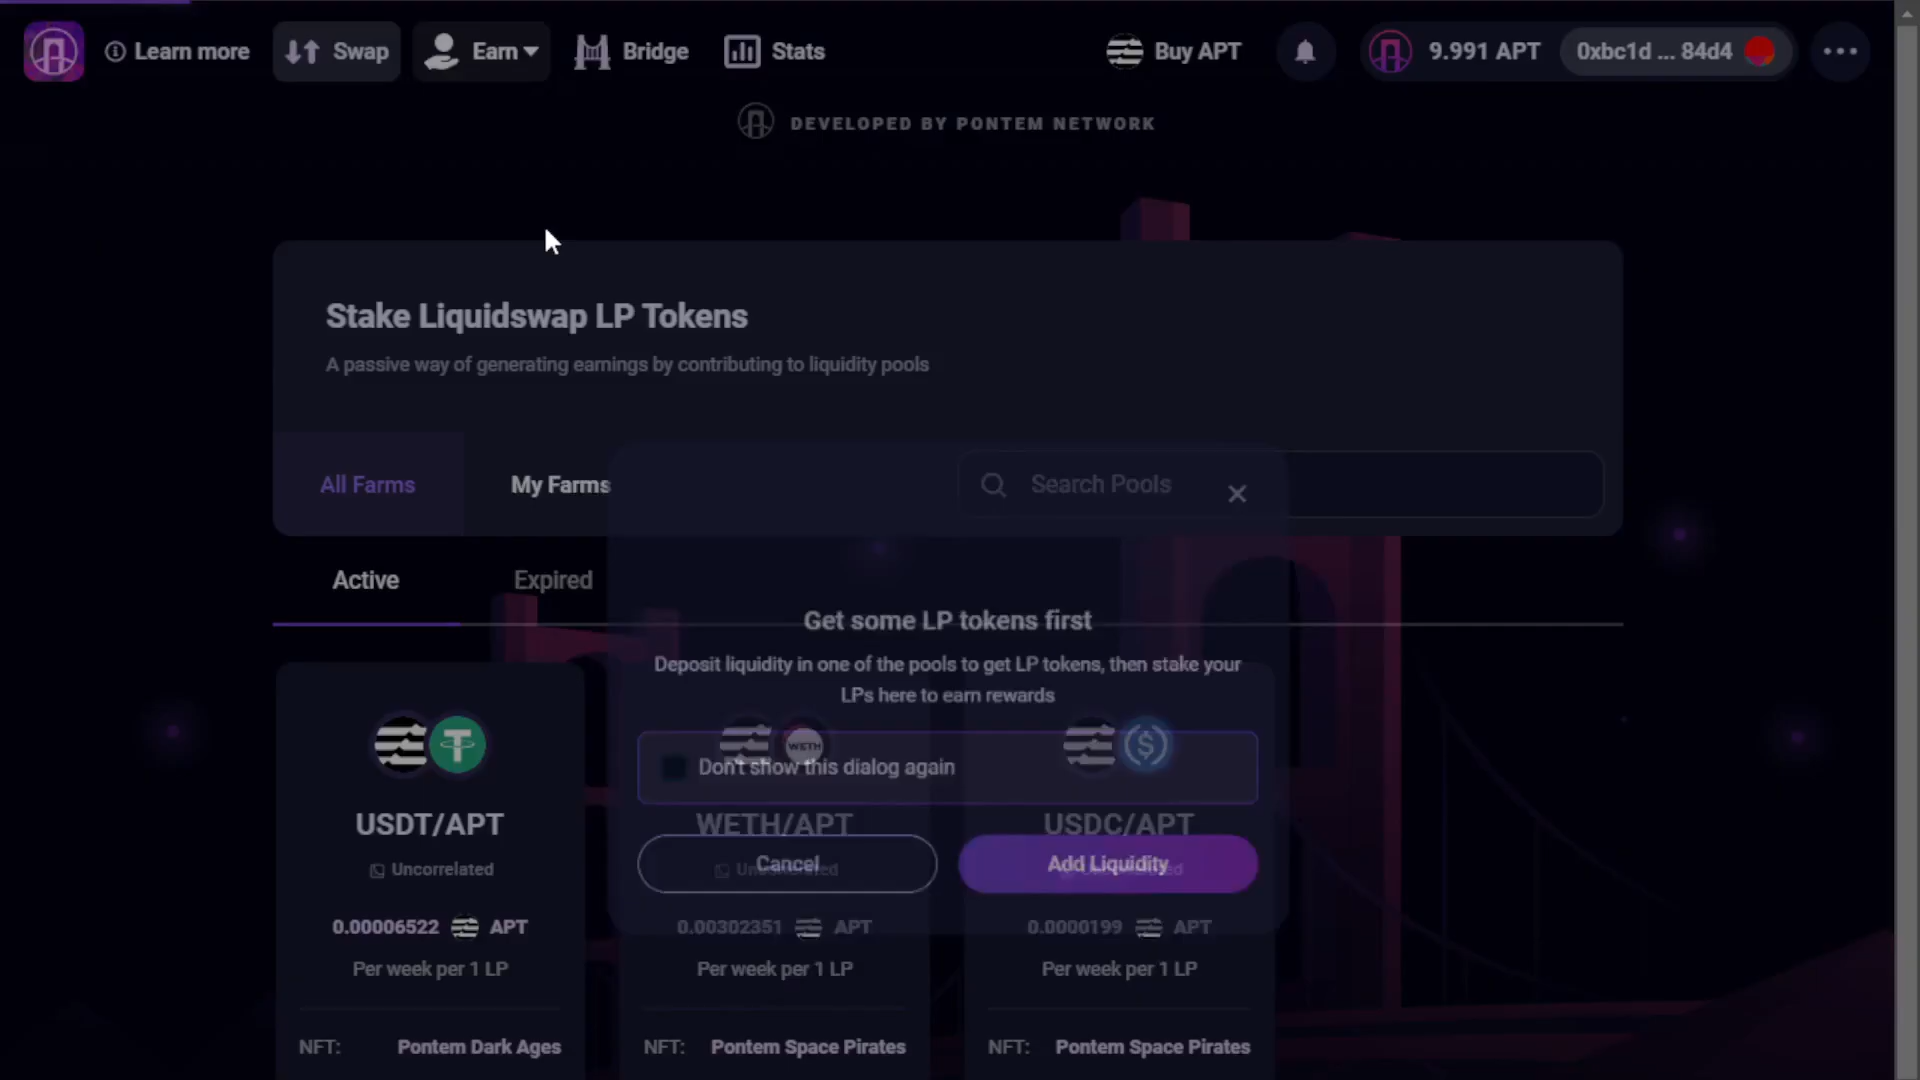 Learn more
Swap
Earn
Bridge
Stats
Buy APT
9.991 APT
0xbc1d ... 84d4
DEVELOPED BY PONTEM NETWORK
Stake Liquidswap LP Tokens
A passive way of generating earnings by contributing to liquidity pools
All Farms
My Farms
Search Pools
Active
Expired
Get some LP tokens first
Deposit liquidity in one of the pools to get LP tokens, then stake your
LPs here to earn rewards
Don't show this dialog again
Cancel
Add Liquidity
USDT/APT
Uncorrelated
0.00006522 APT
Per week per 1 LP
NFT: Pontem Dark Ages
WETH
WETH/APT
Uncorrelated
0.00302351 APT
Per week per 1 LP
NFT: Pontem Space Pirates
USDC/APT
0.0000199 APT
Per week per 1 LP
NFT: Pontem Space Pirates